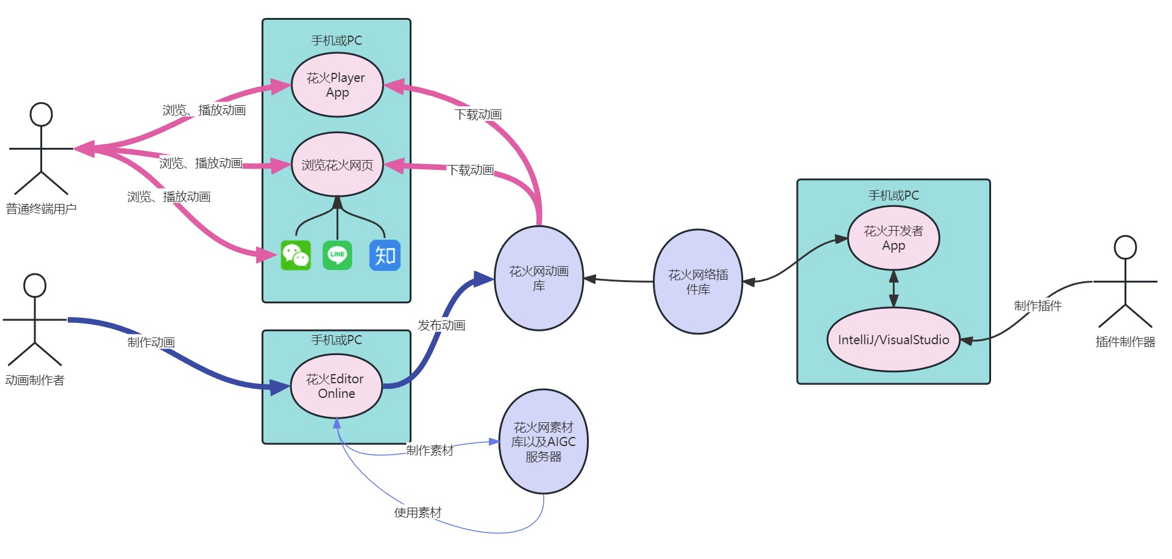 手机或PC
花火Player
App
浏览、播放动画
下载动画
浏览、播放动画
浏览花火网页
下载动画
浏览、播放动画
普通终端用户
LINE
知
手机或PC
花火开发者
App
花火网动画
库
花火网络插
件库
制作插件
发布动画
手机或PC
制作动画
IntelliJ/VisualStudio
插件制作器
动画制作者
花火Editor
Online
花火网素材
库以及AIGC
服务器
制作素材
使用素材